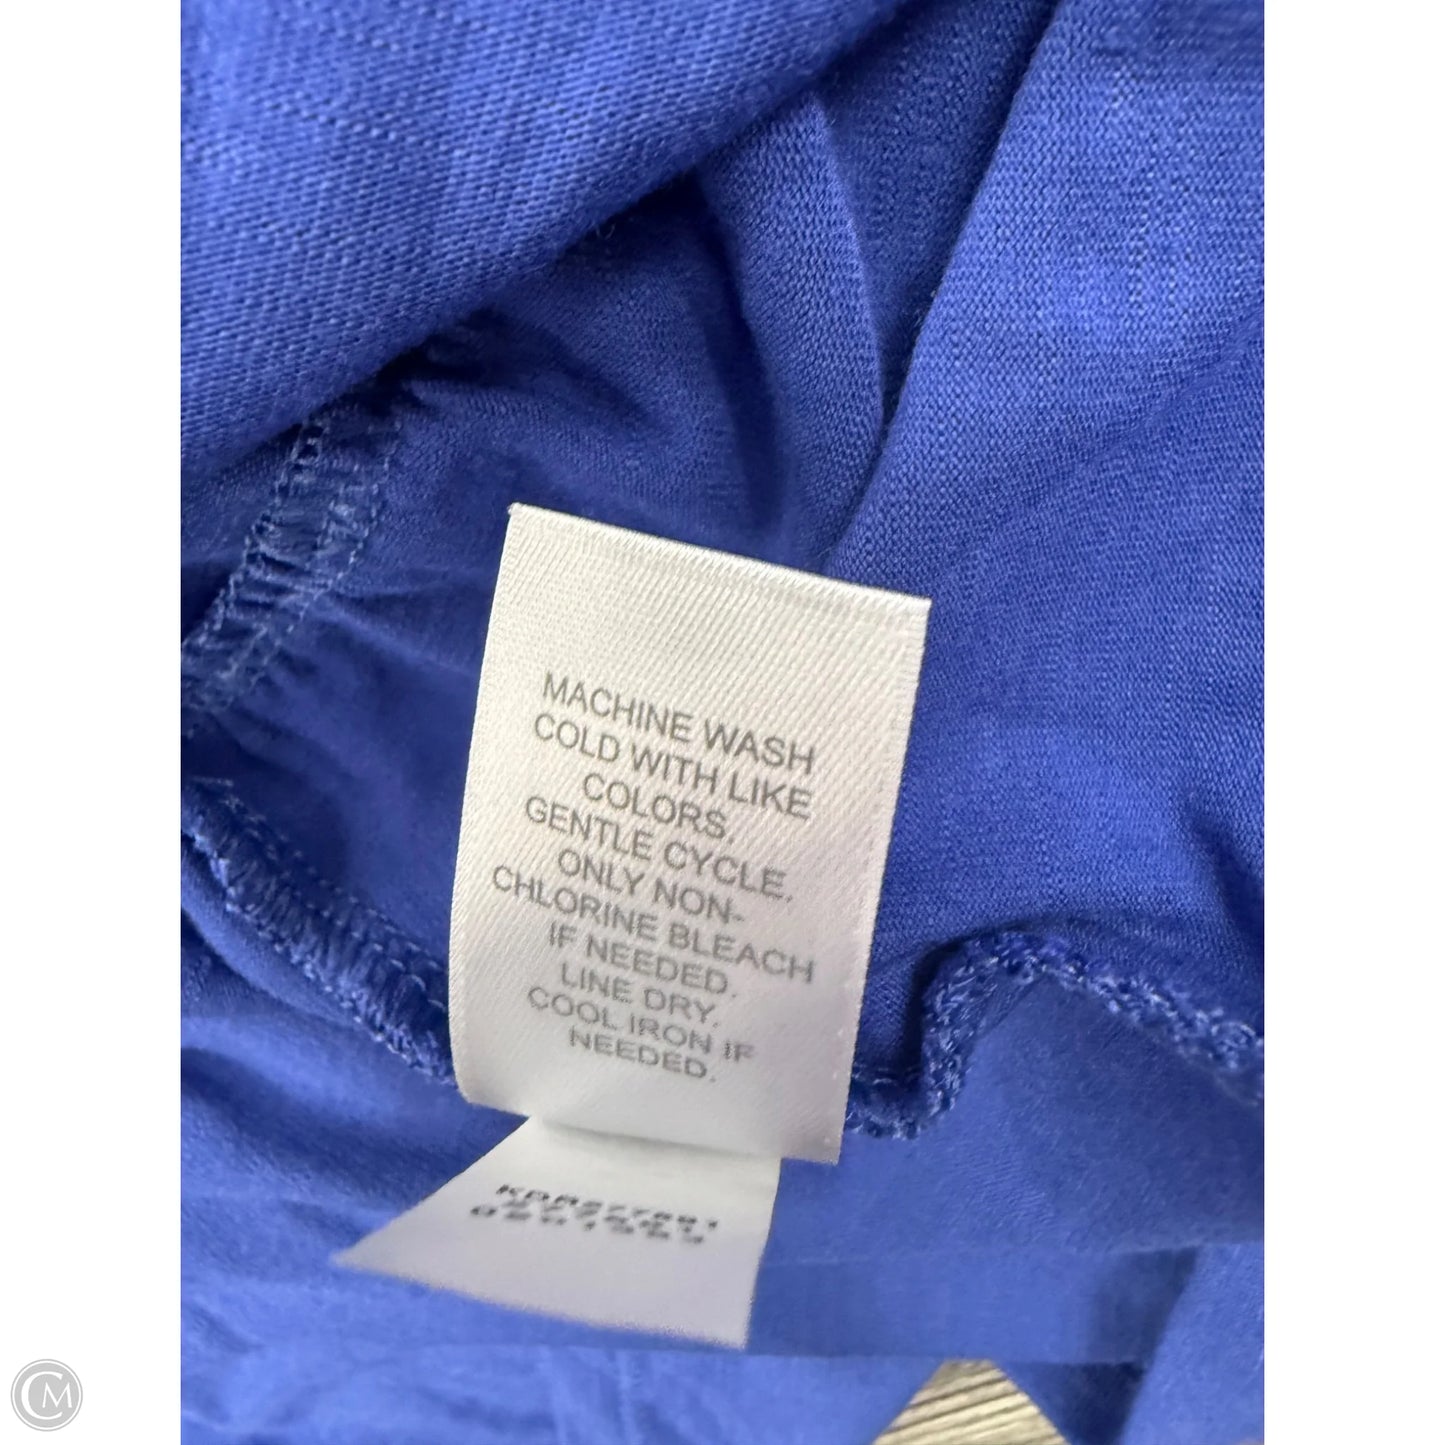 MACHINE WASH
COLD WITH LIKE
COLORS.
GENTLE CYCLE.
ONLY NON-
CHLORINE BLEACH
IF NEEDED.
LINE DRY.
COOL IRON IF
NEEDED.
CM